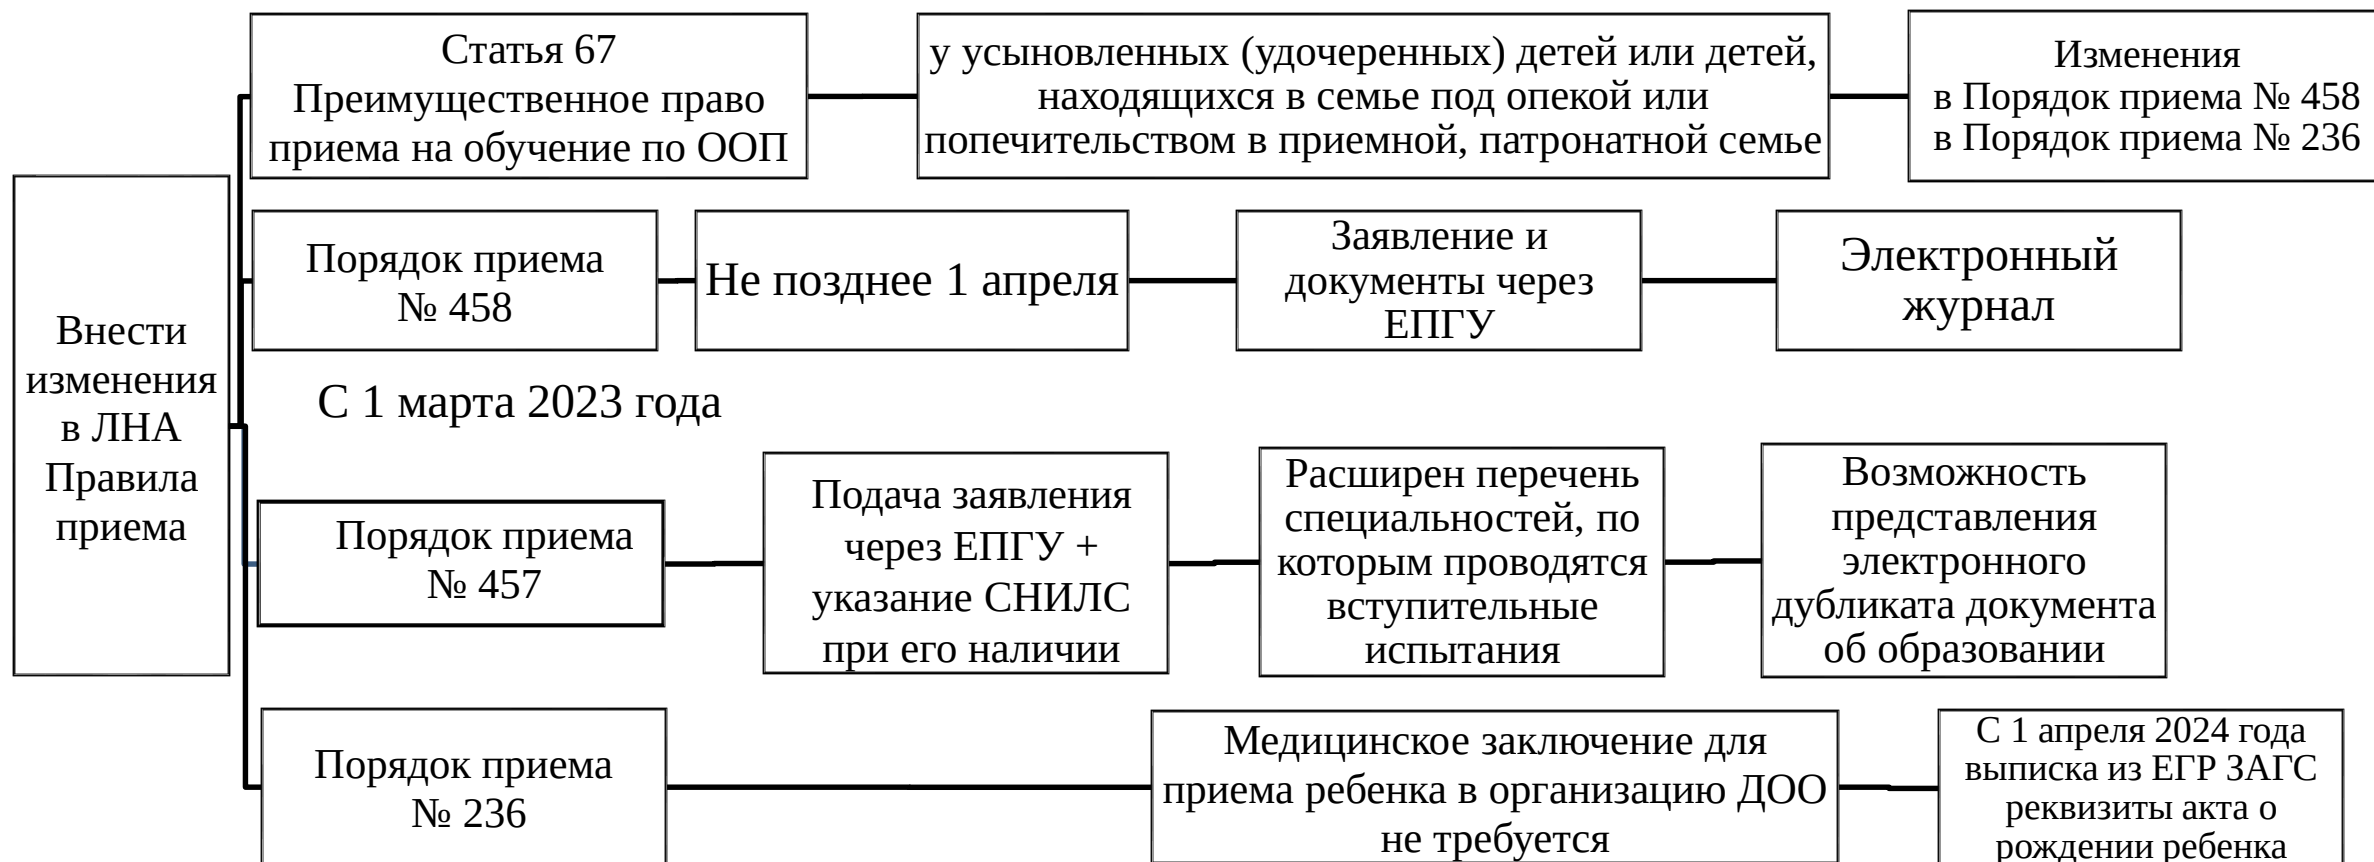 Статья 67
Преимущественное право
приема на обучение по ООП
у усыновленных (удочеренных) детей или детей,
находящихся в семье под опекой или
попечительством в приемной, патронатной семье
Изменения
в Порядок приема № 458
в Порядок приема № 236
Внести
изменения
в ЛНА
Правила
приема
Порядок приема
№ 458
Не позднее 1 апреля
Заявление и
документы через
ЕПГУ
Электронный
журнал
С 1 марта 2023 года
Порядок приема
№ 457
Подача заявления
через ЕПГУ +
указание СНИЛС
при его наличии
Расширен перечень
специальностей, по
которым проводятся
вступительные
испытания
Возможность
представления
электронного
дубликата документа
об образовании
Порядок приема
№ 236
Медицинское заключение для
приема ребенка в организацию ДОО
не требуется
С 1 апреля 2024 года
выписка из ЕГР ЗАГС
реквизиты акта о
рождении ребенка